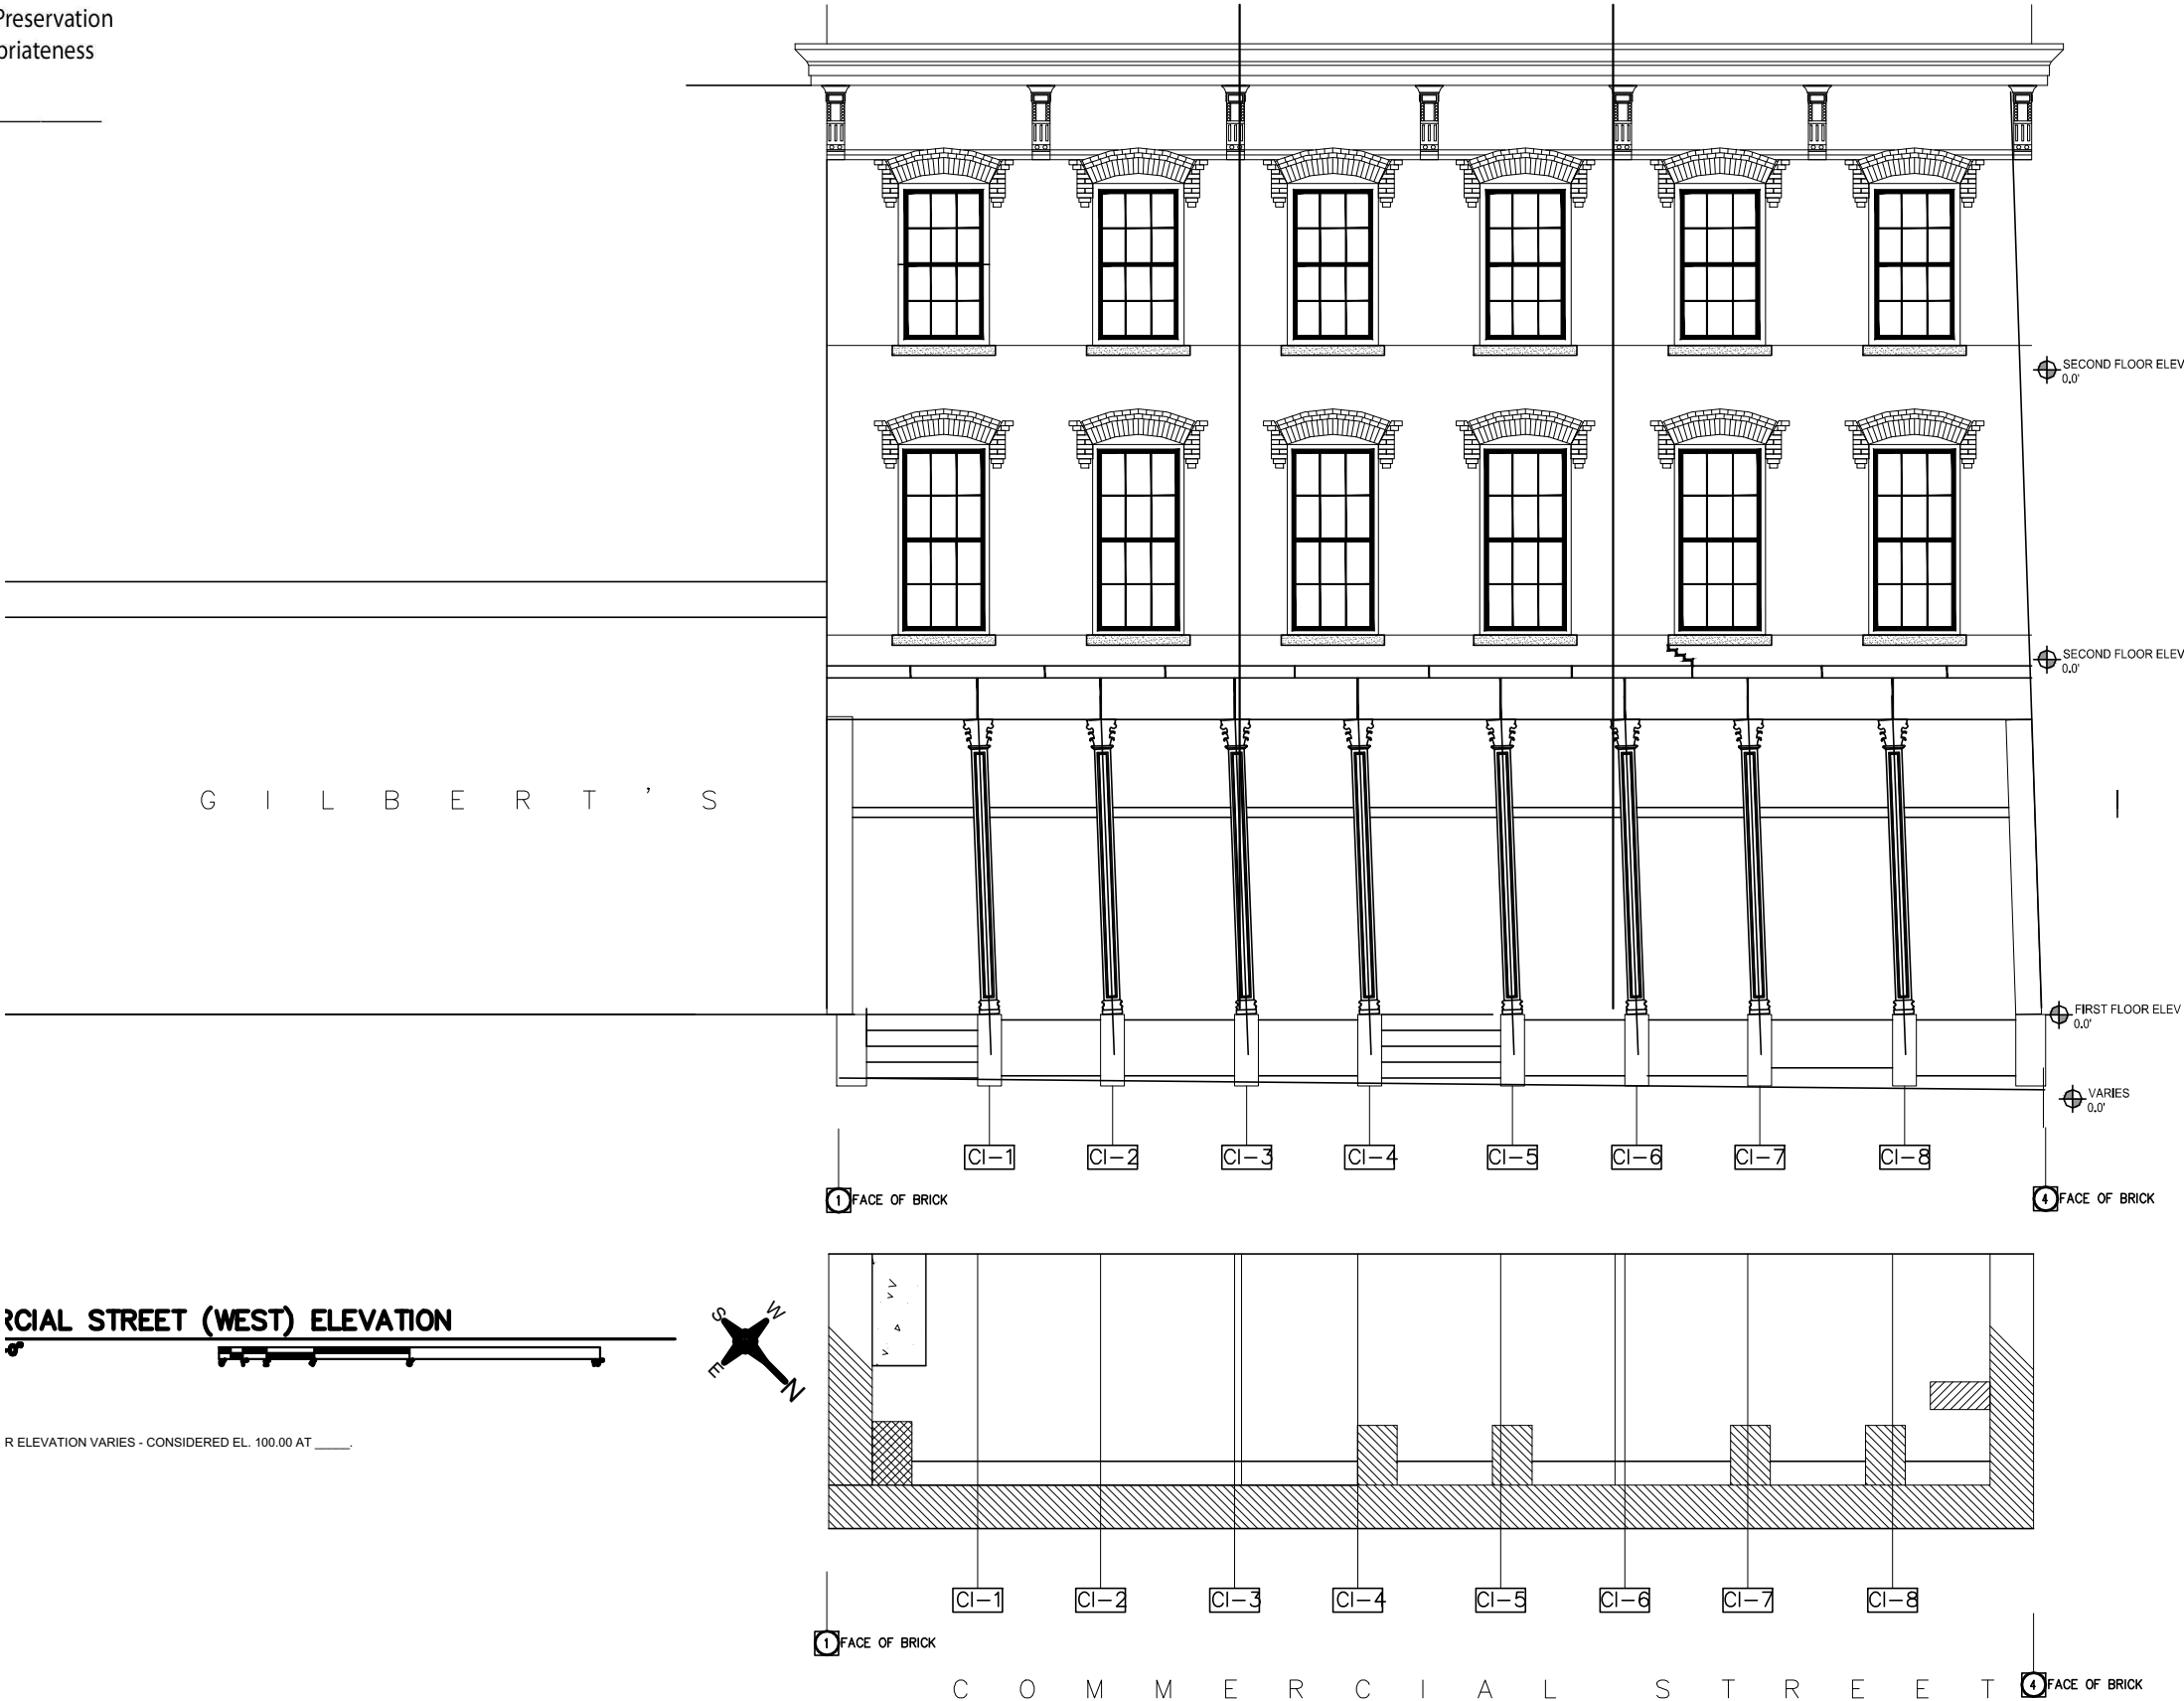 Preservation
priateness
SECOND FLOOR ELEV
0.0'
SECOND FLOOR ELEV
0.0'
G I L B E R T ' S
FIRST FLOOR ELEV
0.0'
VARIES
0.0'
CI-1 CI-2 CI-3 CI-4 CI-5 CI-6 CI-7 CI-8
1 FACE OF BRICK
4 FACE OF BRICK
RCIAL STREET (WEST) ELEVATION
S W E N
R ELEVATION VARIES - CONSIDERED EL. 100.00 AT _____.
CI-1 CI-2 CI-3 CI-4 CI-5 CI-6 CI-7 CI-8
1 FACE OF BRICK
C O M M E R C I A L S T R E E T
4 FACE OF BRICK